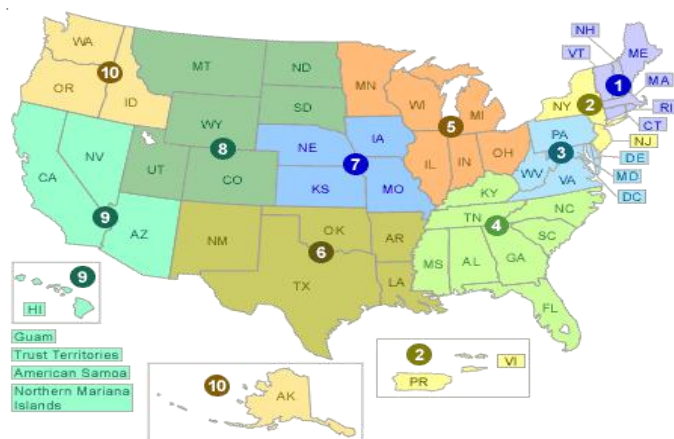 NH
WA
VT
ME
MT
ND
10
OR
MN
1
MA
ID
SD
WI
NY
2
RI
WY
MI
5
CT
8
IA
PA
NJ
NE
3
DE
NV
7
OH
UT
IL
IN
WV
MD
CA
CO
KS
MO
VA
DC
KY
9
NC
TN
4
OK
AZ
NM
6
AR
SC
MS
AL
GA
9
TX
LA
HI
FL
Guam
Trust Territories
2
VI
American Samoa
10
PR
Northern Mariana
Islands
AK